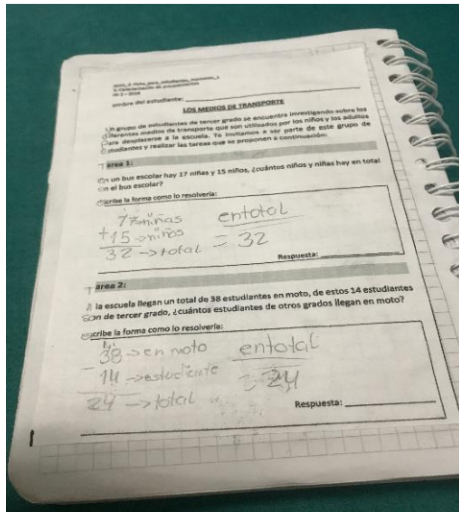 nombre del estudiante:
LOS MEDIOS DE TRANSPORTE
Un grupo de estudiantes de tercer grado se encuentra investigando sobre los
diferentes medios de transporte que son utilizados por los niños y los adultos
para desplazarse a la escuela. Te invitamos a ser parte de este grupo de
estudiantes y realizar las tareas que se proponen a continuación:
Tarea 1:
En un bus escolar hay 17 niñas y 15 niños, ¿cuántos niños y niñas hay en total
en el bus escolar?
Escribe la forma como lo resolvería:
17→niñas entotal
+15→niños = 32
32→total
Respuesta:
Tarea 2:
A la escuela llegan un total de 38 estudiantes en moto, de estos 14 estudiantes
son de tercer grado, ¿cuántos estudiantes de otros grados llegan en moto?
Escribe la forma como lo resolvería:
38→en moto entotal
- 14→estudiante = 24
24→total
Respuesta: